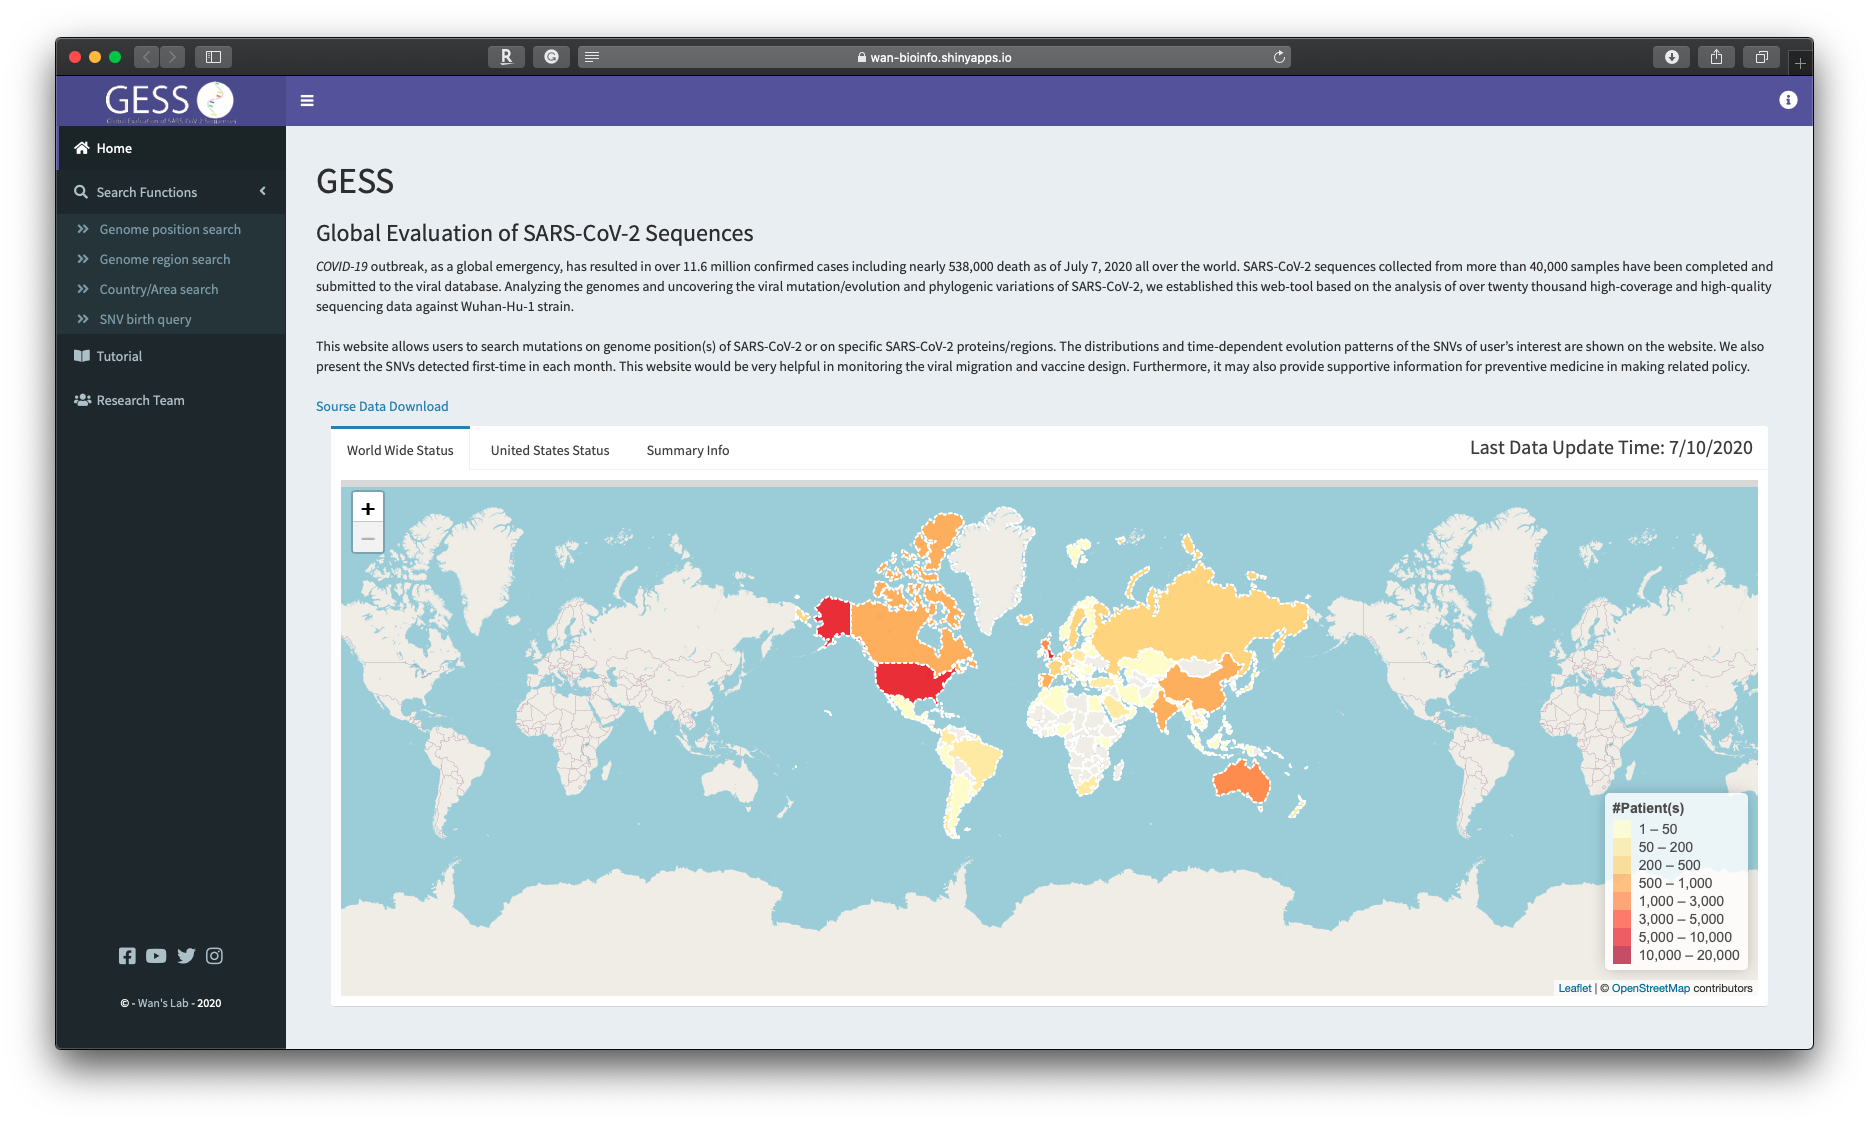 wan-bioinfo.shinyapps.io
GESS
Global Evaluation of SARS-CoV-2 Sequences
Home
Search Functions
Genome position search
Genome region search
Country/Area search
SNV birth query
Tutorial
Research Team
© - Wan's Lab - 2020
GESS
Global Evaluation of SARS-CoV-2 Sequences
COVID-19 outbreak, as a global emergency, has resulted in over 11.6 million confirmed cases including nearly 538,000 death as of July 7, 2020 all over the world. SARS-CoV-2 sequences collected from more than 40,000 samples have been completed and
submitted to the viral database. Analyzing the genomes and uncovering the viral mutation/evolution and phylogenic variations of SARS-CoV-2, we established this web-tool based on the analysis of over twenty thousand high-coverage and high-quality
sequencing data against Wuhan-Hu-1 strain.
This website allows users to search mutations on genome position(s) of SARS-CoV-2 or on specific SARS-CoV-2 proteins/regions. The distributions and time-dependent evolution patterns of the SNVs of user's interest are shown on the website. We also
present the SNVs detected first-time in each month. This website would be very helpful in monitoring the viral migration and vaccine design. Furthermore, it may also provide supportive information for preventive medicine in making related policy.
Sourse Data Download
World Wide Status
United States Status
Summary Info
Last Data Update Time: 7/10/2020
+
−
#Patient(s)
1 – 50
50 – 200
200 – 500
500 – 1,000
1,000 – 3,000
3,000 – 5,000
5,000 – 10,000
10,000 – 20,000
Leaflet | © OpenStreetMap contributors